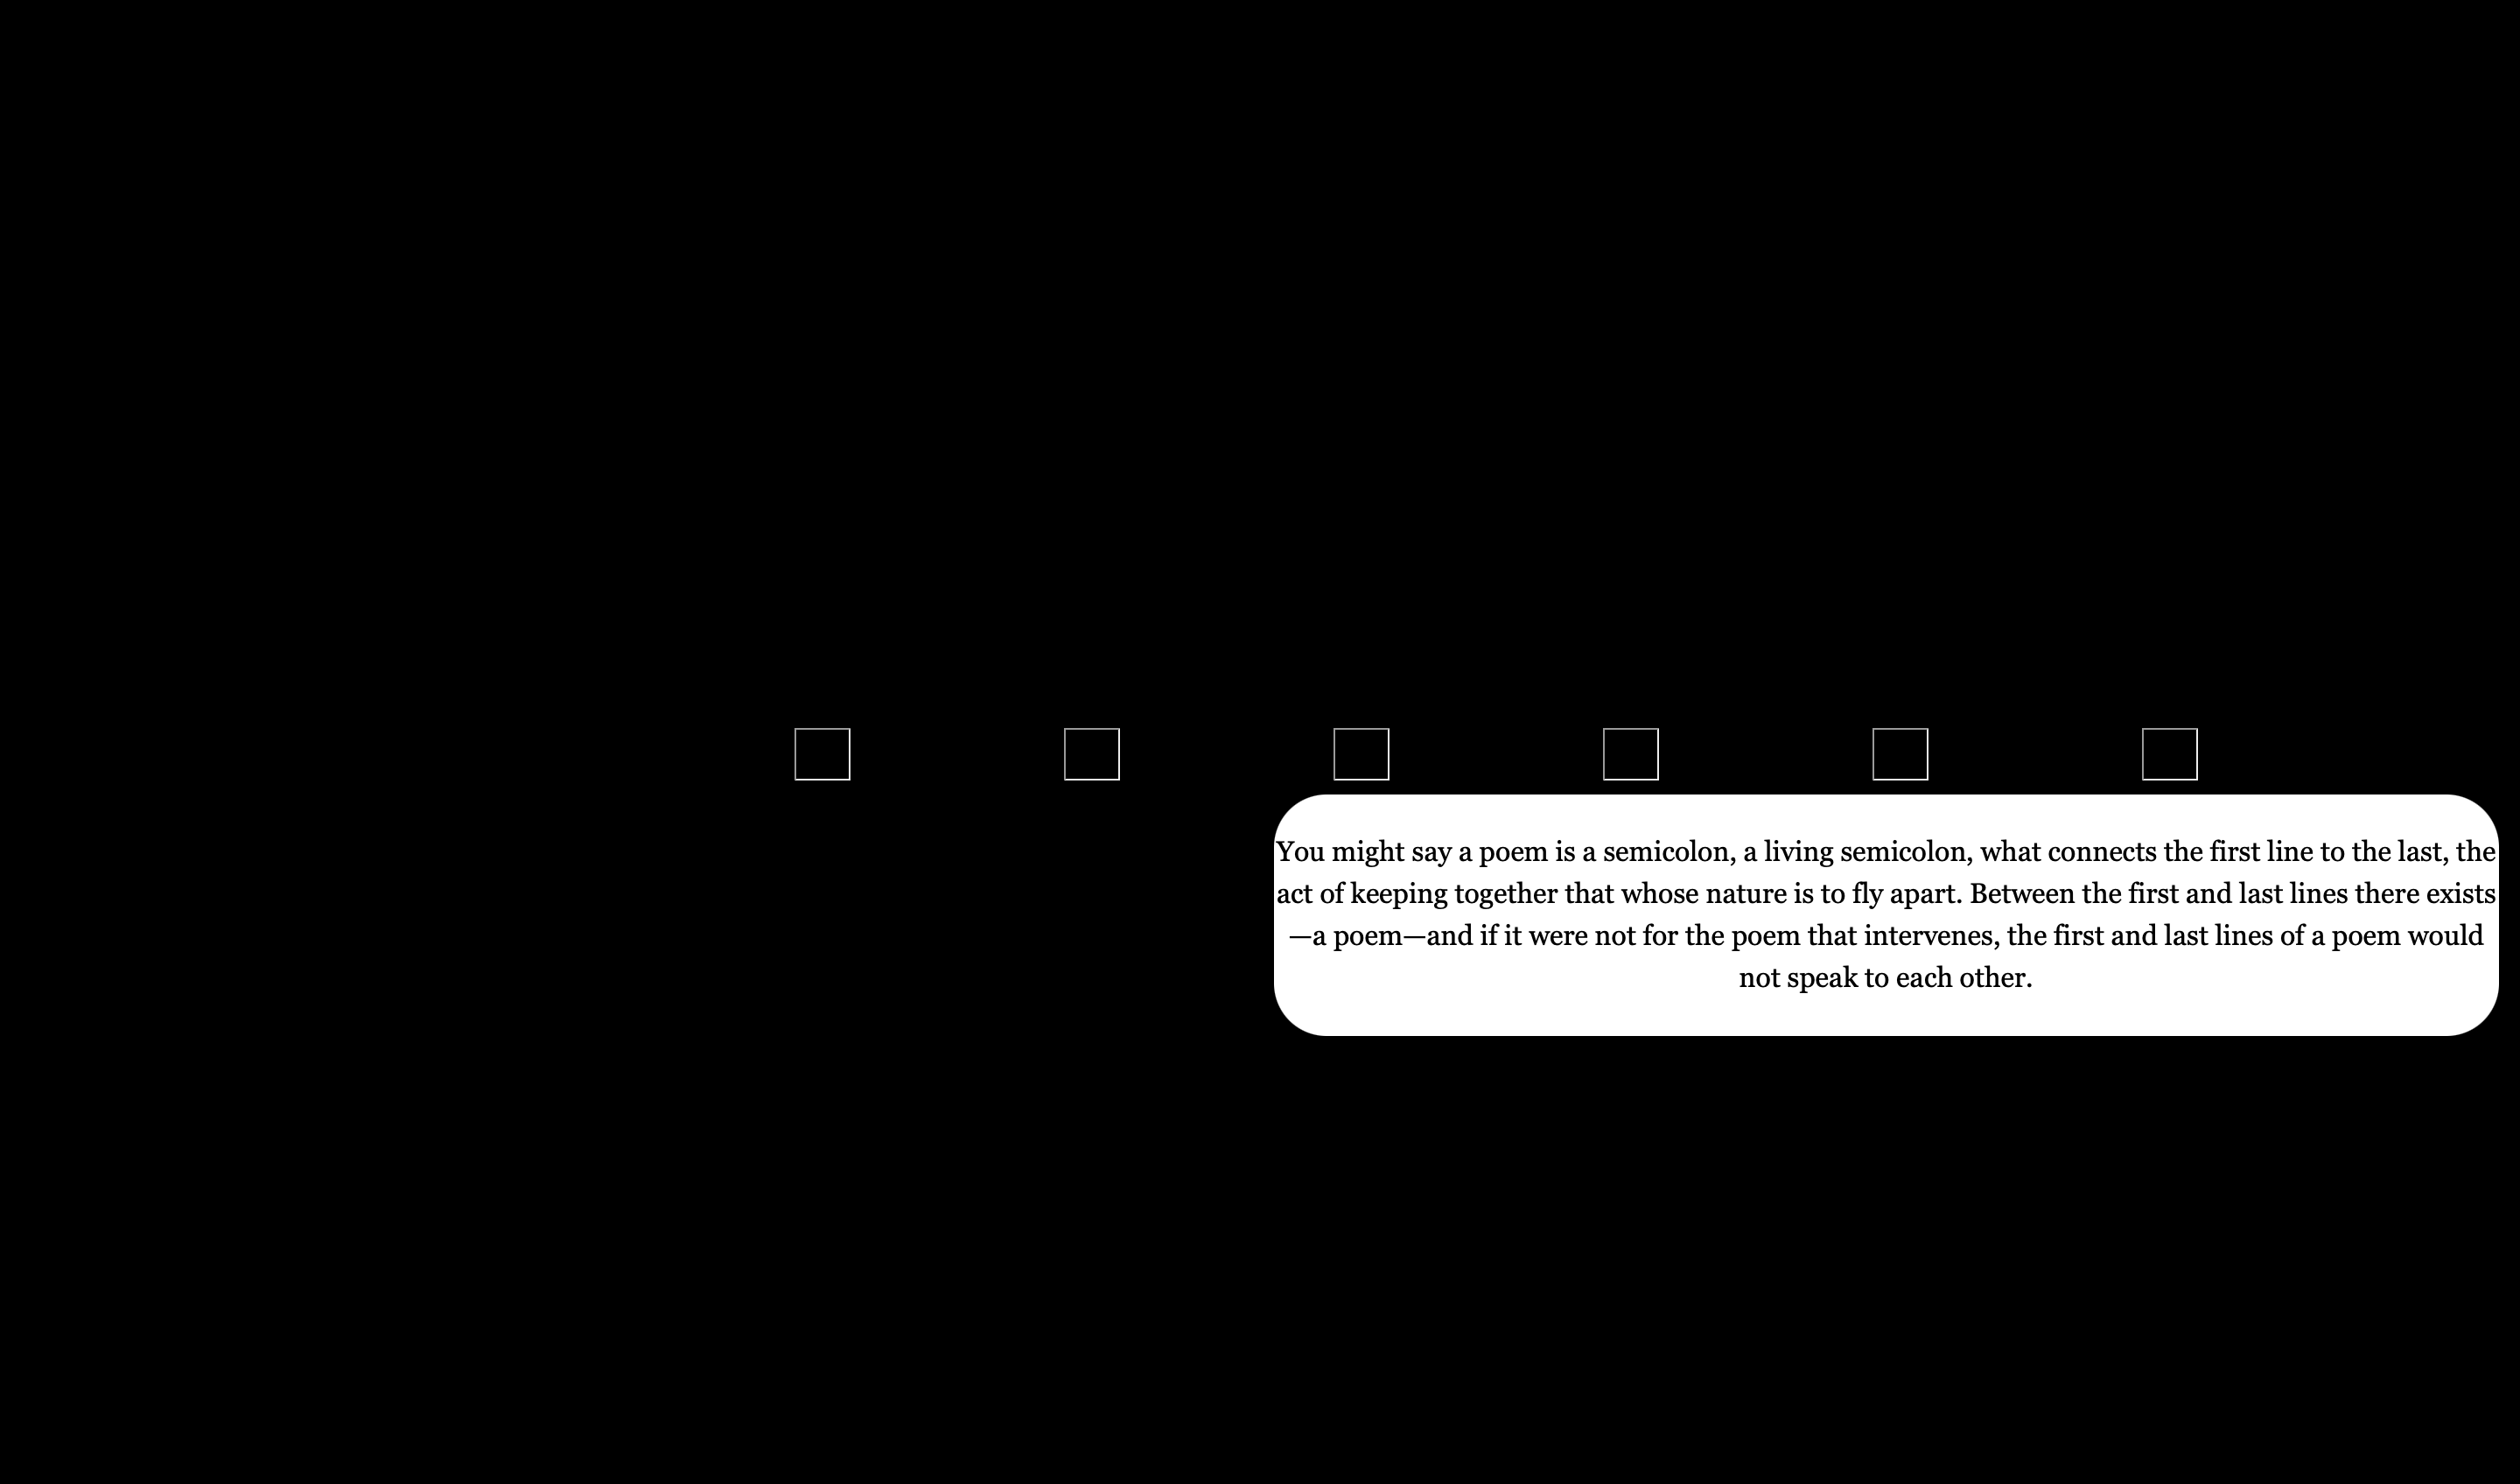 You might say a poem is a semicolon, a living semicolon, what connects the first line to the last, the
act of keeping together that whose nature is to fly apart. Between the first and last lines there exists
—a poem—and if it were not for the poem that intervenes, the first and last lines of a poem would
not speak to each other.